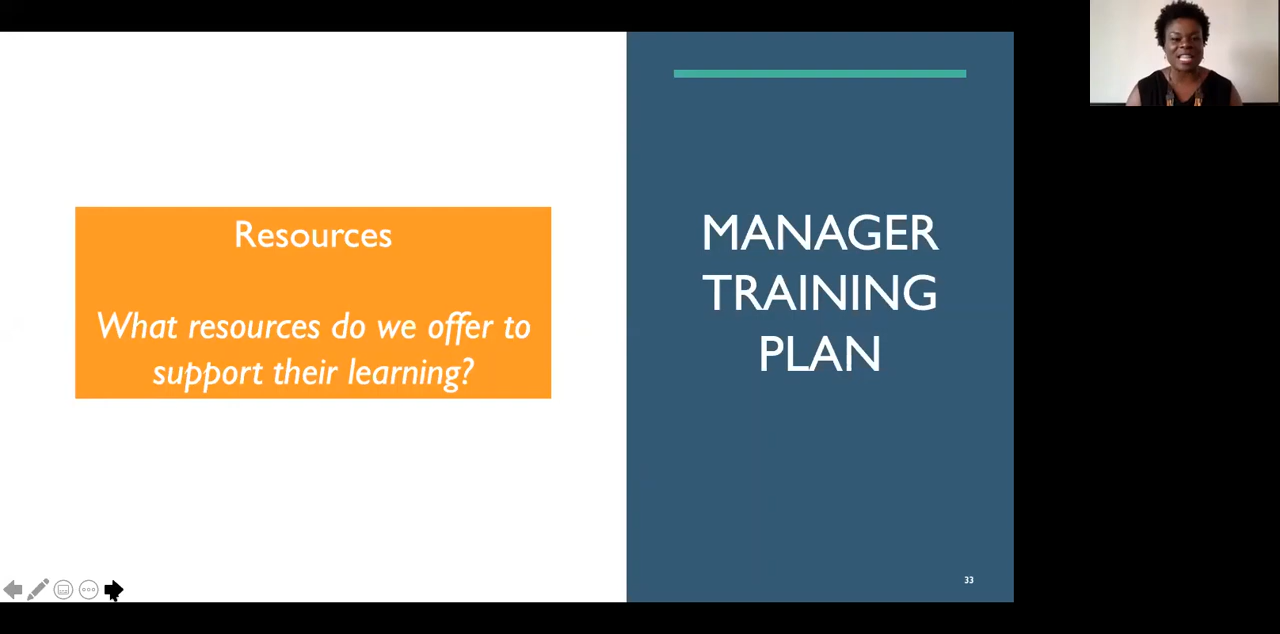 Resources
What resources do we offer to
support their learning?
MANAGER
TRAINING
PLAN
33